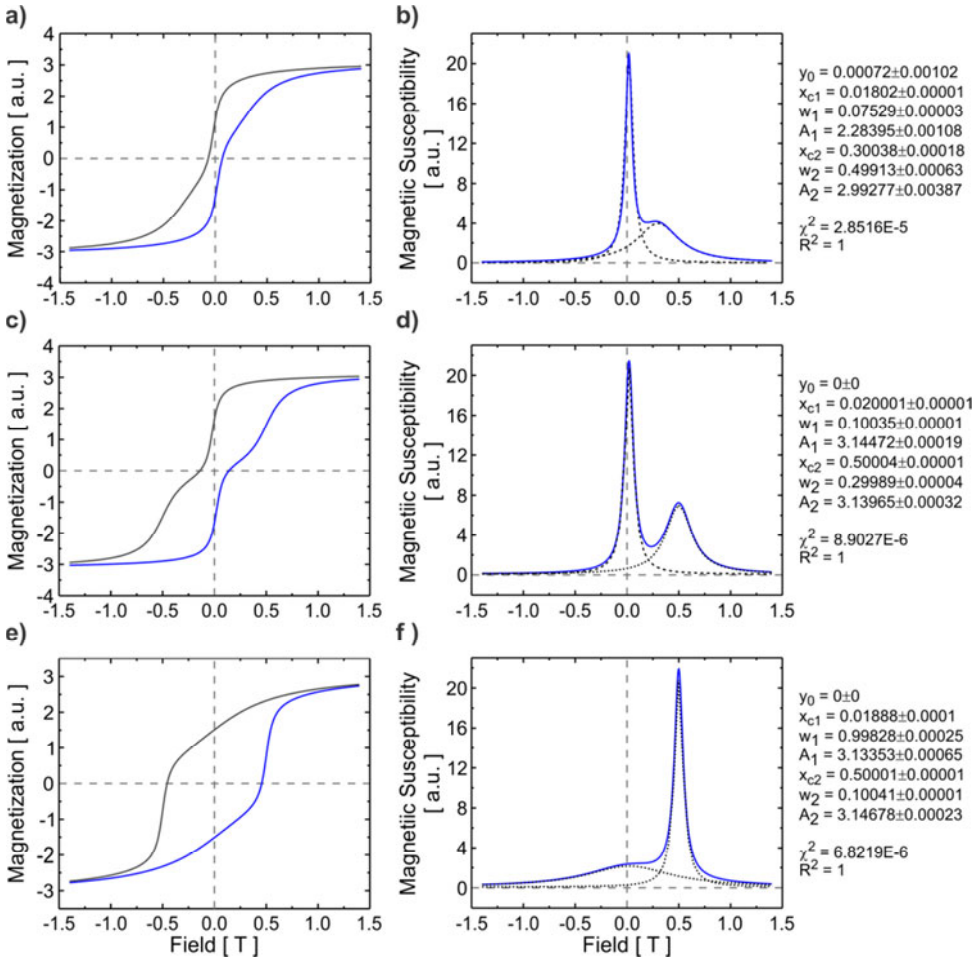 a)
Magnetization [ a.u. ]
4
3
2
1
0
-1
-2
-3
-4
-1.5 -1.0 -0.5 0.0 0.5 1.0 1.5
b)
Magnetiic Susceptibility
[ a.u. ]
20
16
12
8
4
0
-1.5 -1.0 -0.5 0.0 0.5 1.0 1.5
y0 = 0.00072±0.00102
xc1 = 0.01802±0.00001
w1 = 0.07529±0.00003
A1 = 2.28395±0.00108
xc2 = 0.30038±0.00018
w2 = 0.49913±0.00063
A2 = 2.99277±0.00387
χ2 = 2.8516E-5
R2 = 1
c)
Magnetization [ a.u. ]
4
3
2
1
0
-1
-2
-3
-4
-1.5 -1.0 -0.5 0.0 0.5 1.0 1.5
d)
Magnetiic Susceptibility
[ a.u. ]
20
16
12
8
4
0
-1.5 -1.0 -0.5 0.0 0.5 1.0 1.5
y0 = 0±0
xc1 = 0.020001±0.00001
w1 = 0.10035±0.00001
A1 = 3.14472±0.00019
xc2 = 0.50004±0.00001
w2 = 0.29989±0.00004
A2 = 3.13965±0.00032
χ2 = 8.9027E-6
R2 = 1
e)
Magnetization [ a.u. ]
3
2
1
0
-1
-2
-3
-1.5 -1.0 -0.5 0.0 0.5 1.0 1.5
Field [ T ]
f)
Magnetiic Susceptibility
[ a.u. ]
20
16
12
8
4
0
-1.5 -1.0 -0.5 0.0 0.5 1.0 1.5
Field [ T ]
y0 = 0±0
xc1 = 0.01888±0.0001
w1 = 0.99828±0.00025
A1 = 3.13353±0.00065
xc2 = 0.50001±0.00001
w2 = 0.10041±0.00001
A2 = 3.14678±0.00023
χ2 = 6.8219E-6
R2 = 1